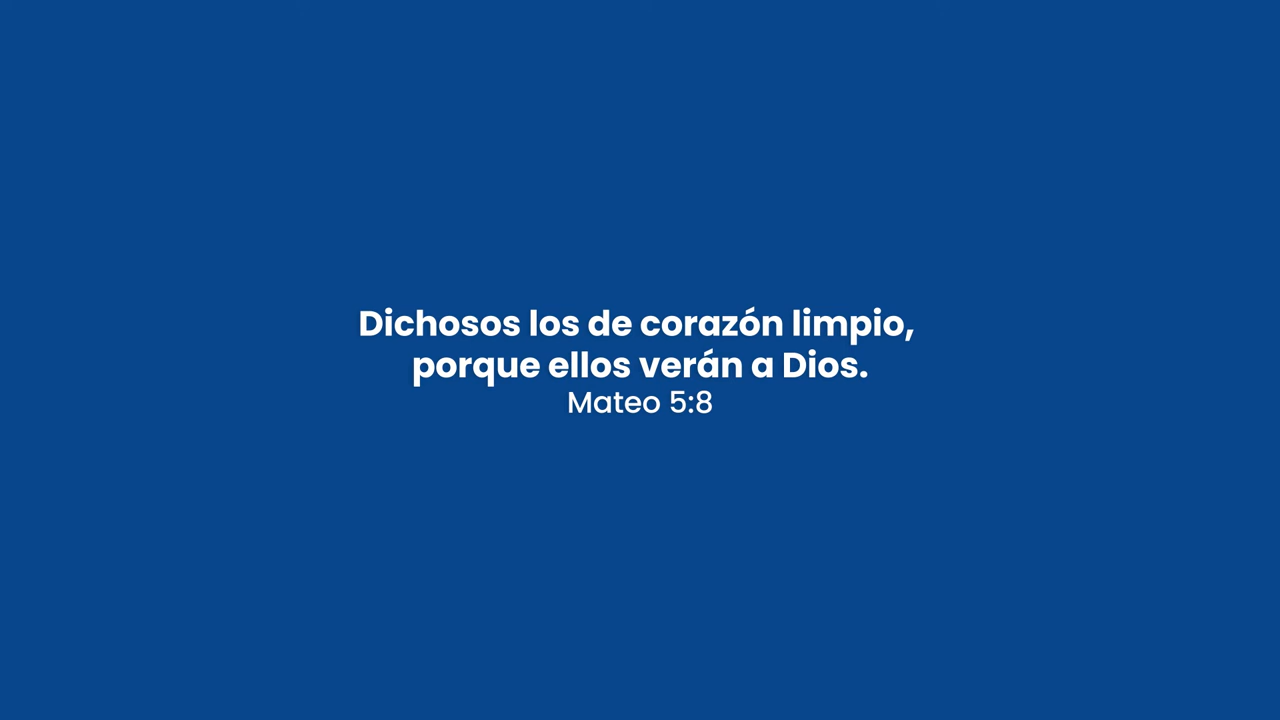 Dichosos los de corazón limpio,
porque ellos verán a Dios.
Mateo 5:8